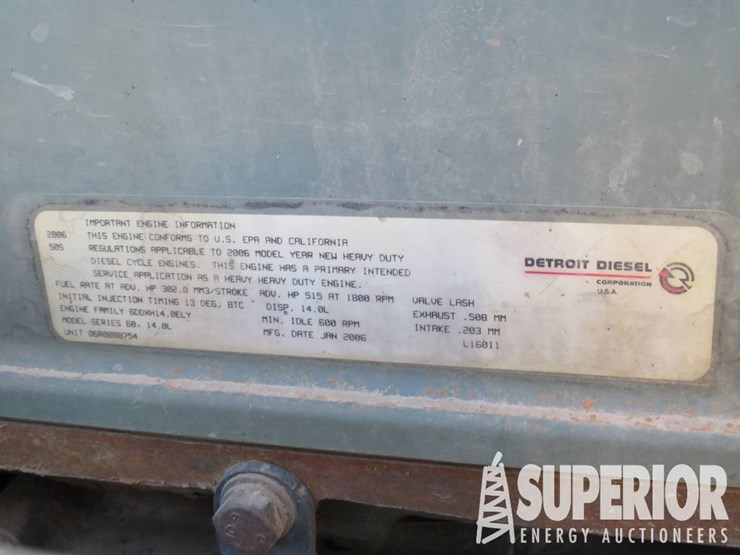 IMPORTANT ENGINE INFORMATION
2006 THIS ENGINE CONFORMS TO U.S. EPA AND CALIFORNIA
505 REGULATIONS APPLICABLE TO 2006 MODEL YEAR NEW HEAVY DUTY
DIESEL CYCLE ENGINES. THIS ENGINE HAS A PRIMARY INTENDED
SERVICE APPLICATION AS A HEAVY HEAVY DUTY ENGINE.
FUEL RATE AT ADV. HP 302.0 MM3/STROKE ADV. HP 515 AT 1800 RPM VALVE LASH
INITIAL INJECTION TIMING 13 DEG, BTC DISP. 14.0L EXHAUST .508 MM
ENGINE FAMILY 6DDXH14.0ELY MIN. IDLE 600 RPM INTAKE .203 MM
MODEL SERIES 60, 14.0L MFG. DATE JAN 2006 L16011
UNIT 06R0888754
DETROIT DIESEL
CORPORATION
U.S.A.
SUPERIOR
ENERGY AUCTIONEERS